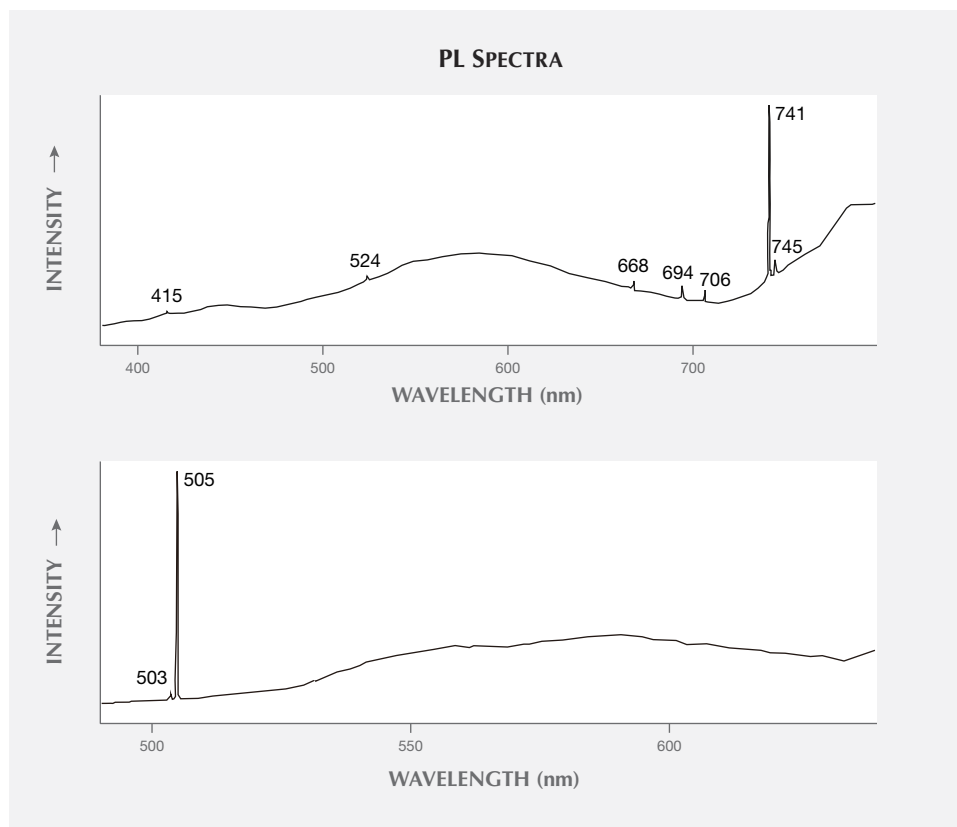 PL SPECTRA
INTENSITY →
741
745
524
668
694
706
415
400 500 600 700
WAVELENGTH (nm)
INTENSITY →
505
503
500 550 600
WAVELENGTH (nm)